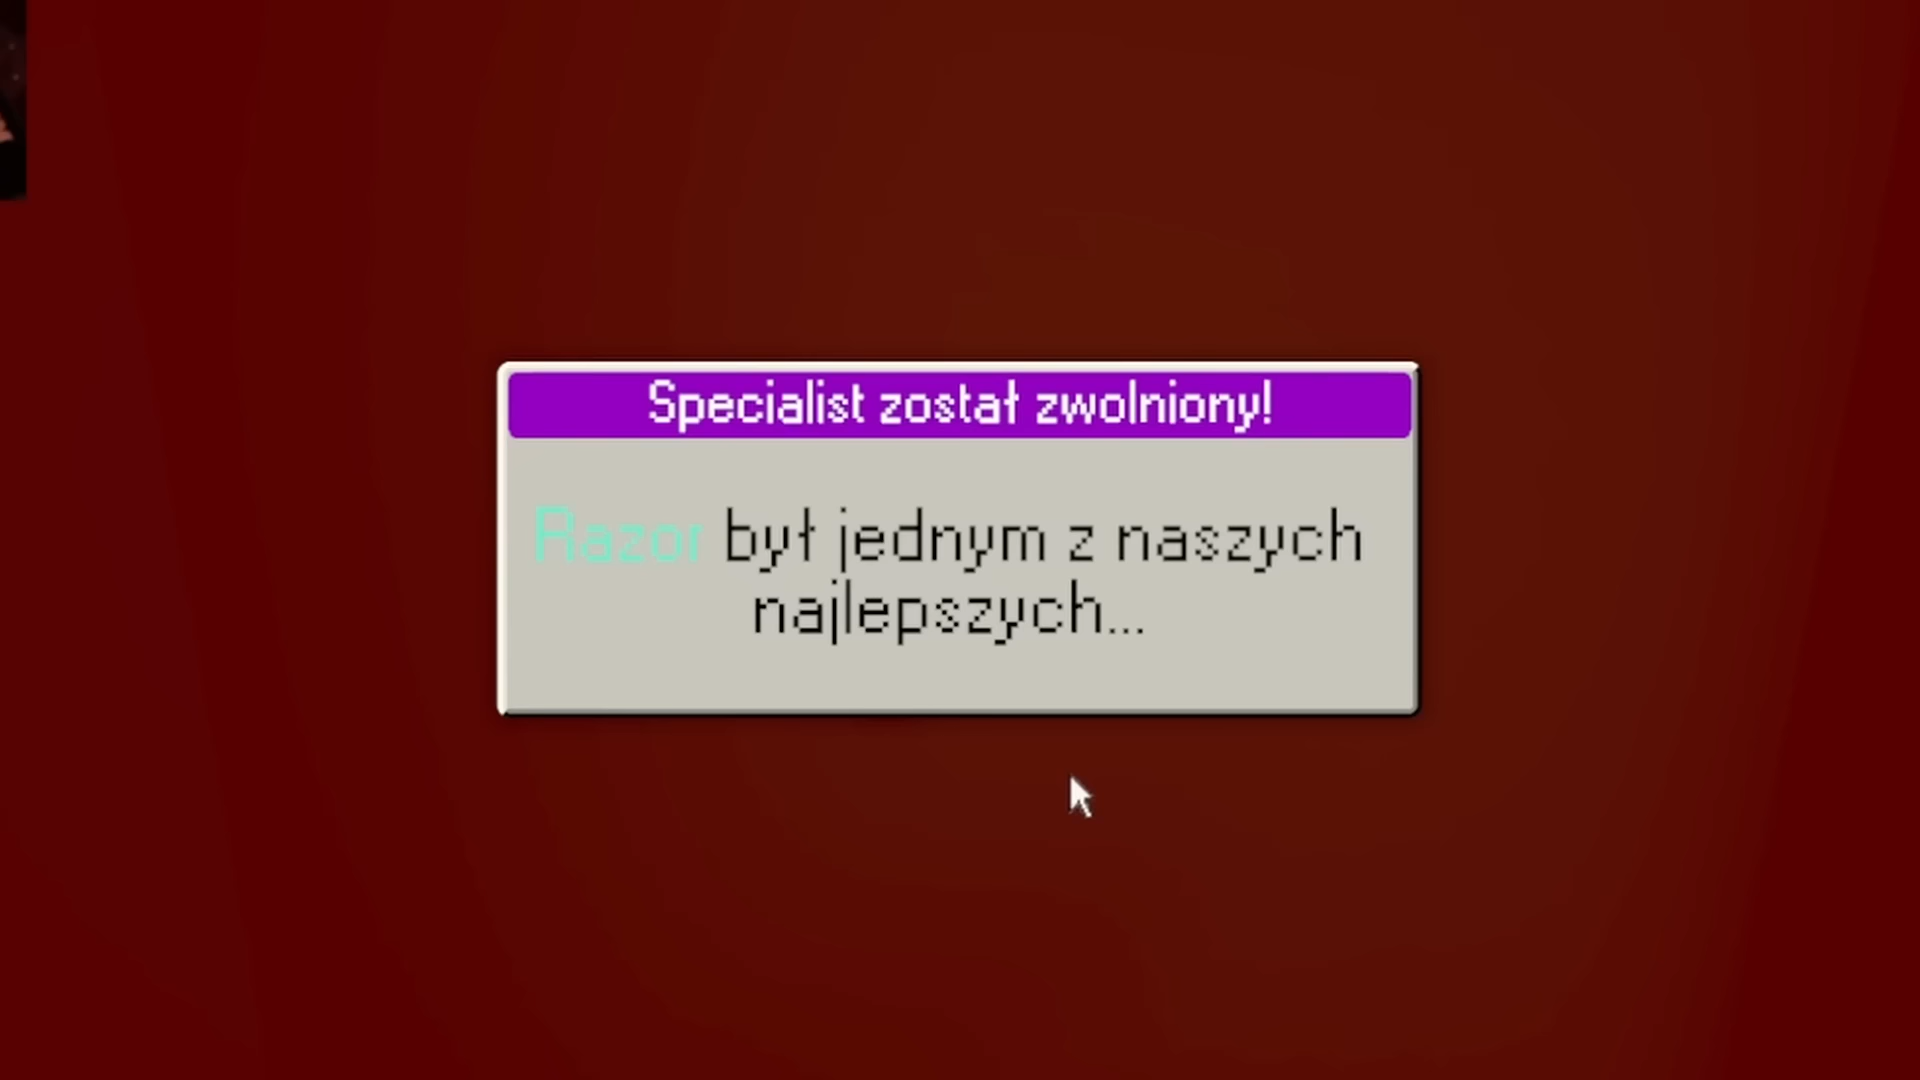 Specialist został zwolniony!
Razor był jednym z naszych
najlepszych...